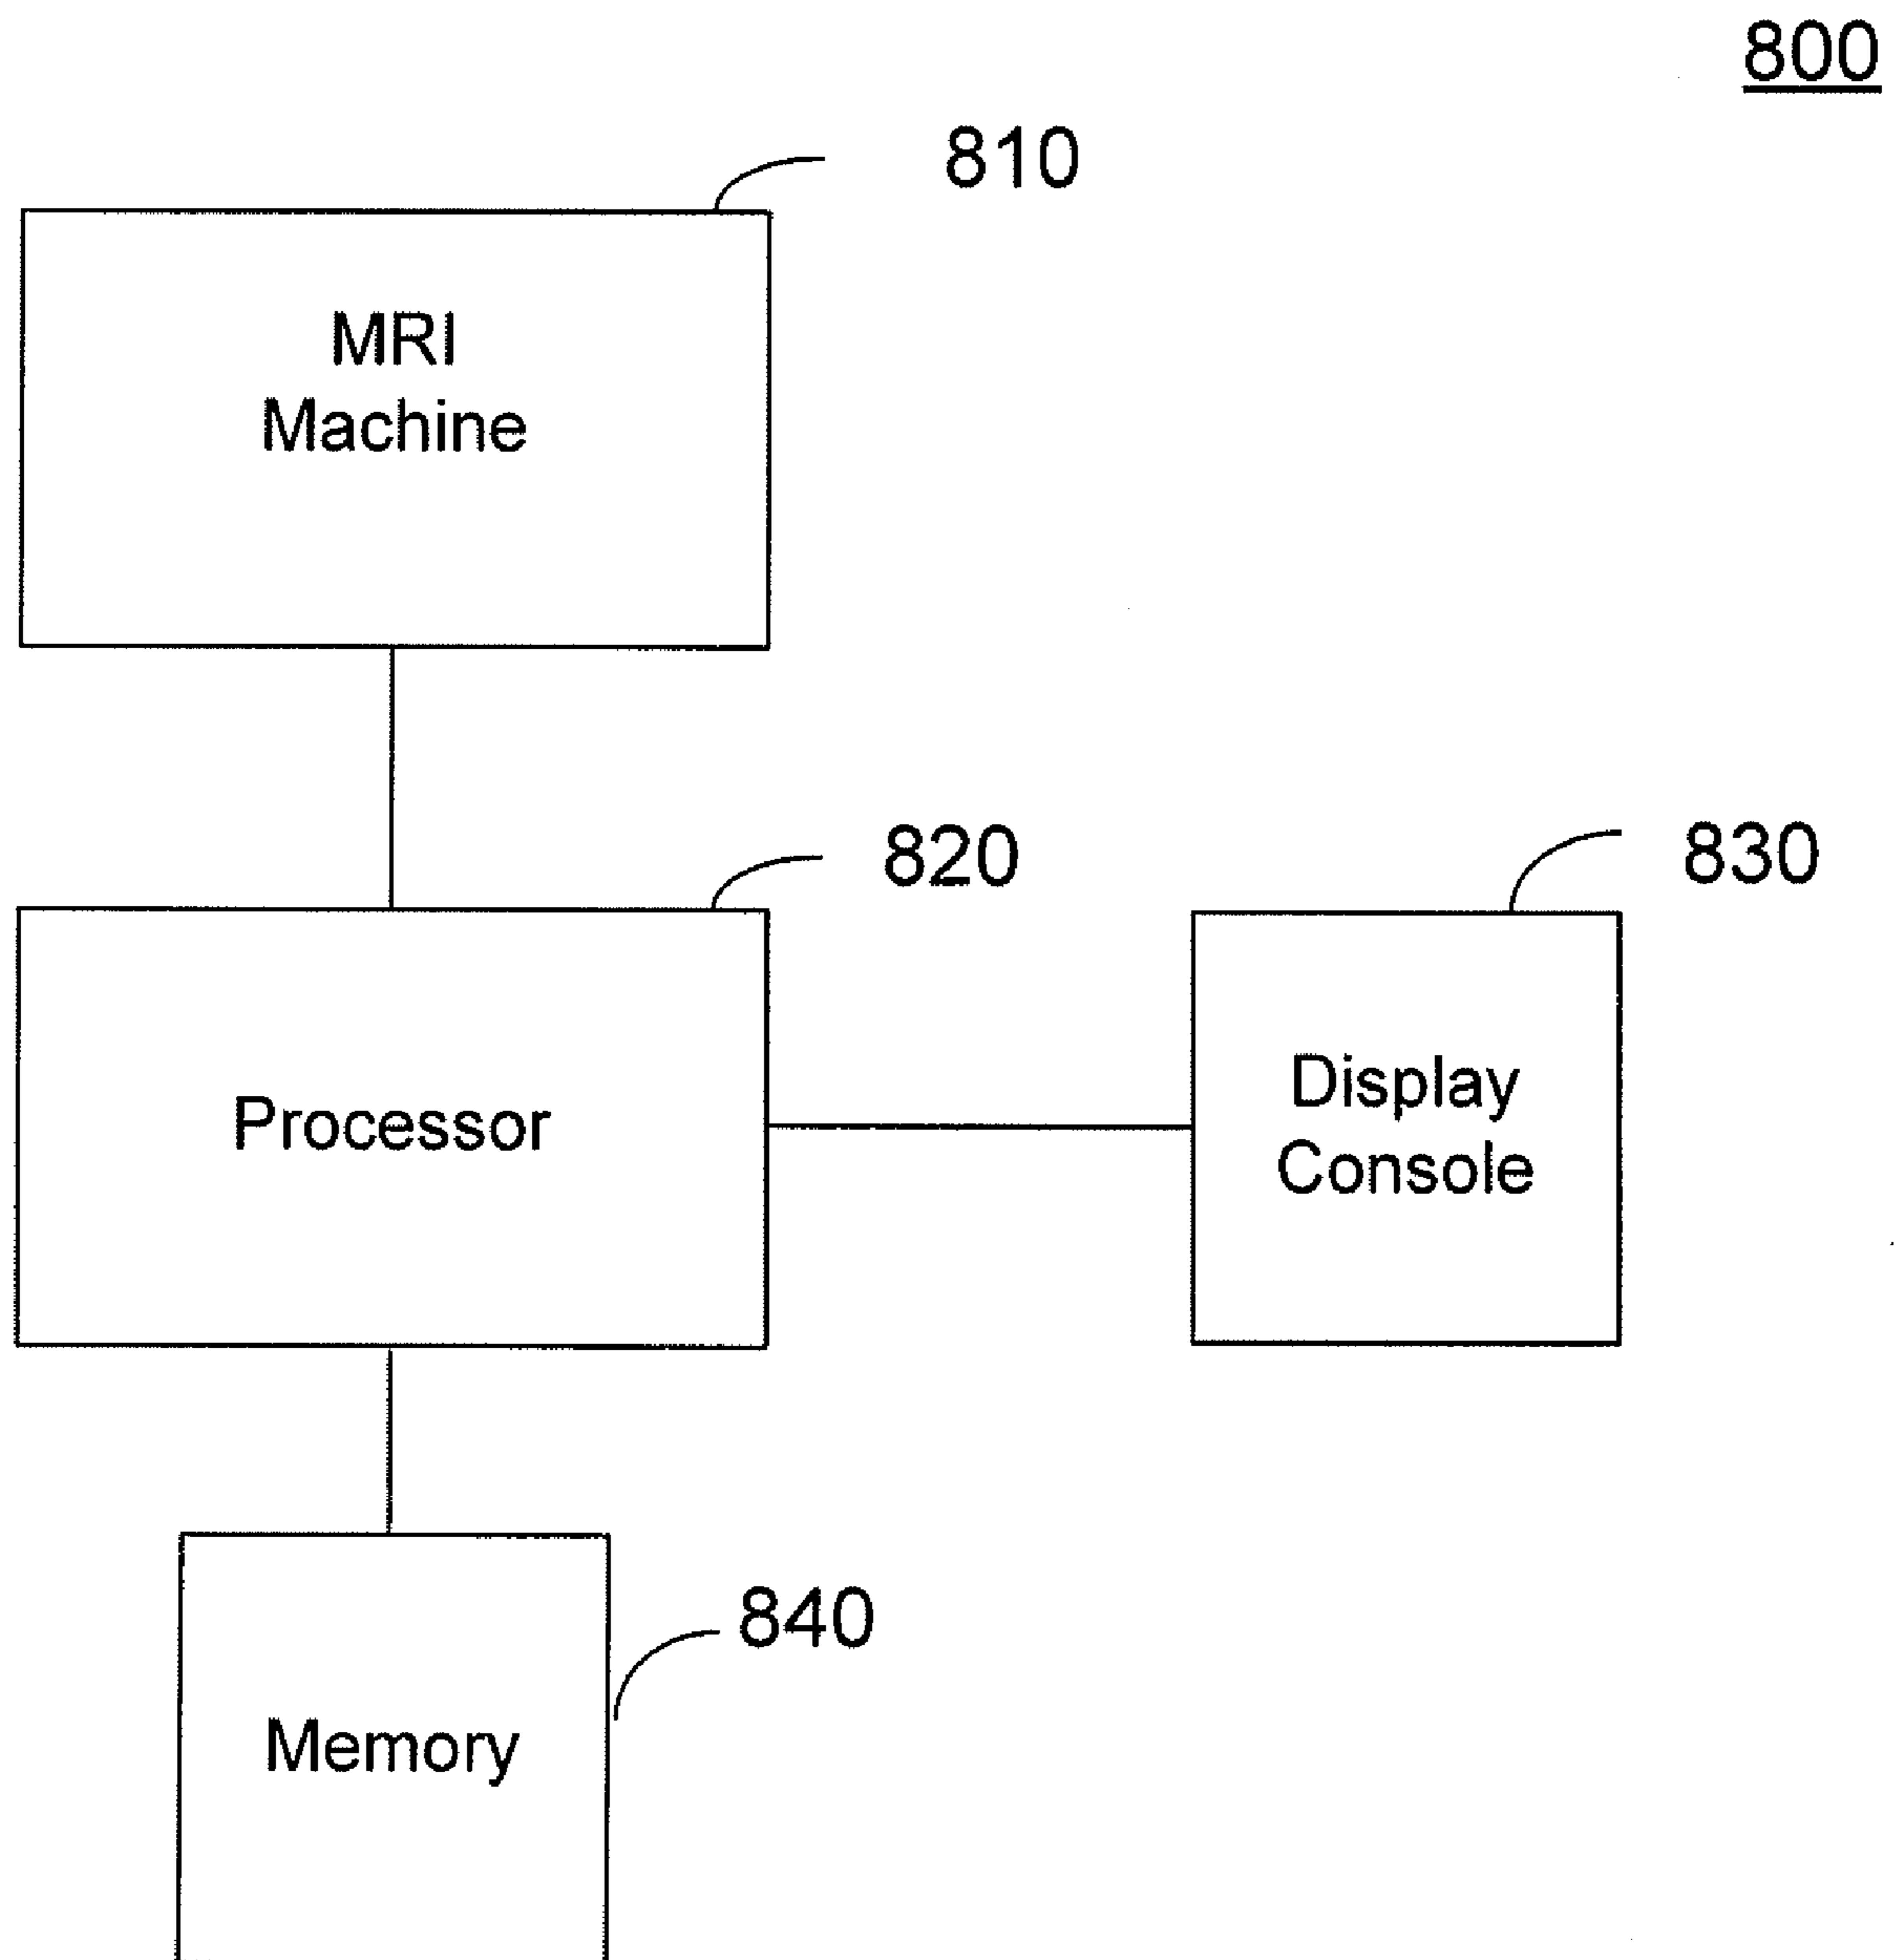 800
810
MRI
Machine
820
830
Processor
Display
Console
840
Memory